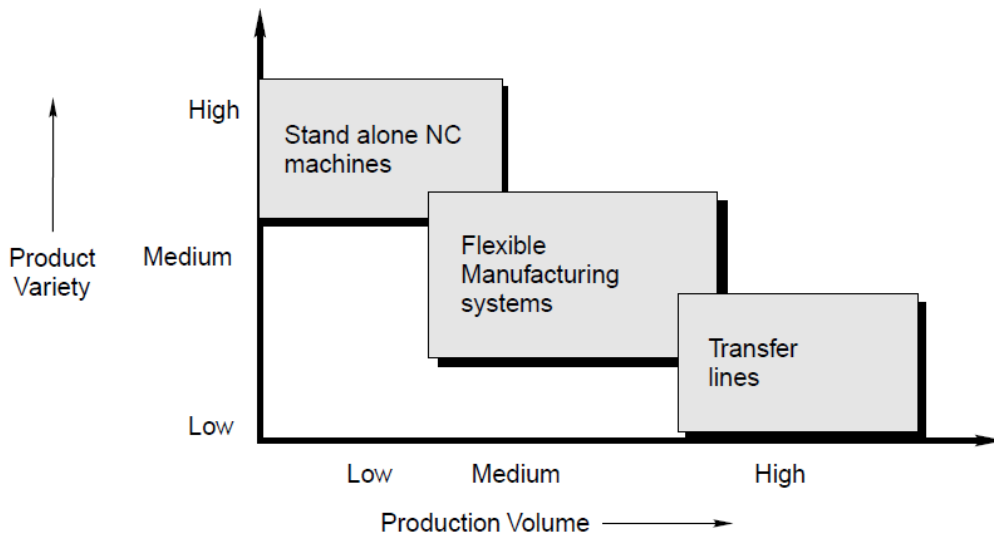 High
Stand alone NC
machines
Product
Variety
Medium
Flexible
Manufacturing
systems
Transfer
lines
Low
Low
Medium
High
Production Volume